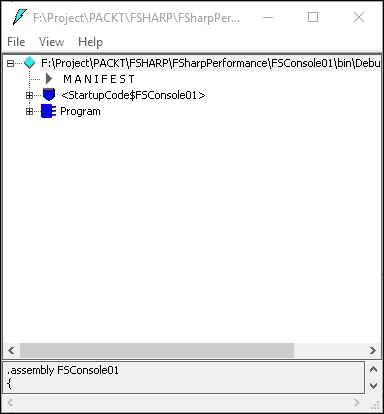 F:\Project\PACKT\FSHARP\FSharpPer...
File View Help
F:\Project\PACKT\FSHARP\FSharpPerformance\FSConsole01\bin\Debu
M A N I F E S T
<StartupCode$FSConsole01>
Program
.assembly FSConsole01
{